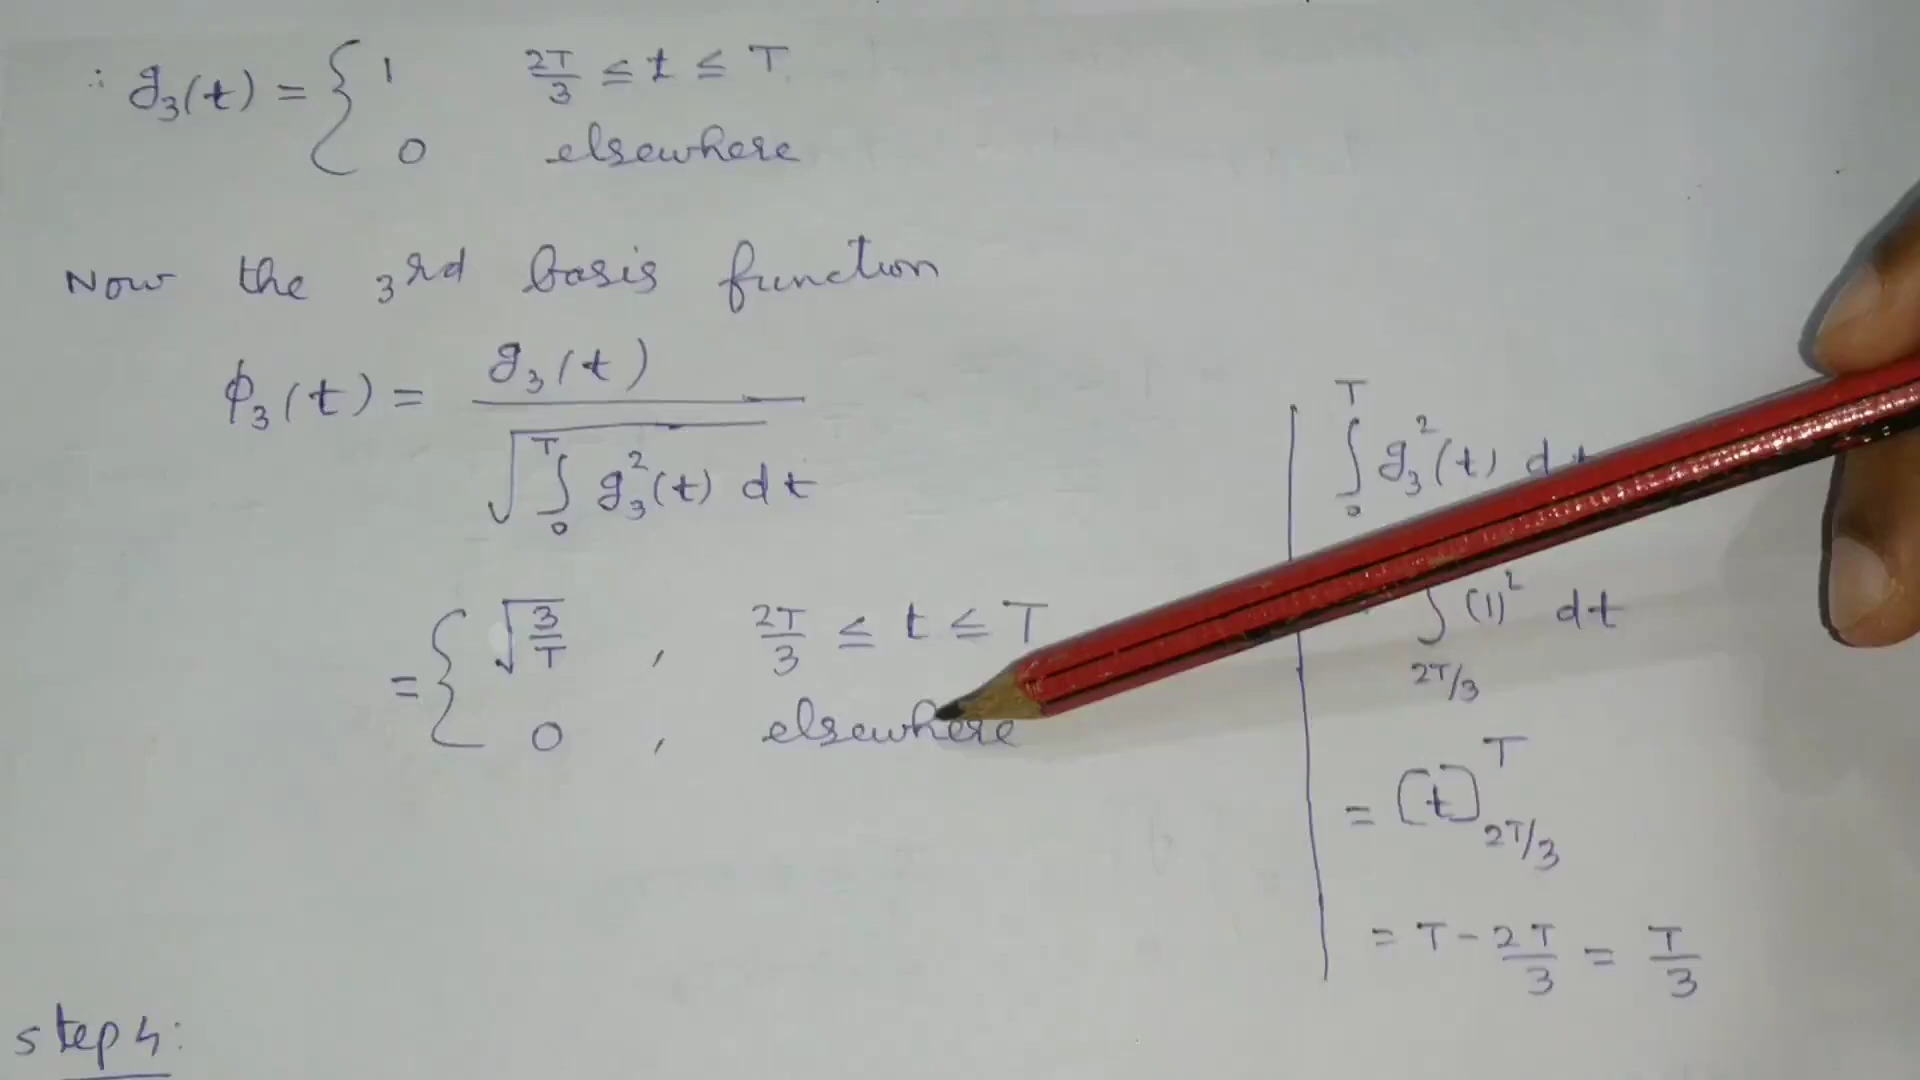 ∴ g₃(t) = { 1 2T/3 ≤ t ≤ T
0 elsewhere
Now the 3rd basis function
ϕ₃(t) = g₃(t) / √(∫₀ᵀ g₃²(t) dt)
= { √(3/T) , 2T/3 ≤ t ≤ T
0 , elsewhere
∫₀ᵀ g₃²(t) dt
∫ 2T/3 (1)² dt
= [t] T 2T/3
= T - 2T/3 = T/3
Step 4: